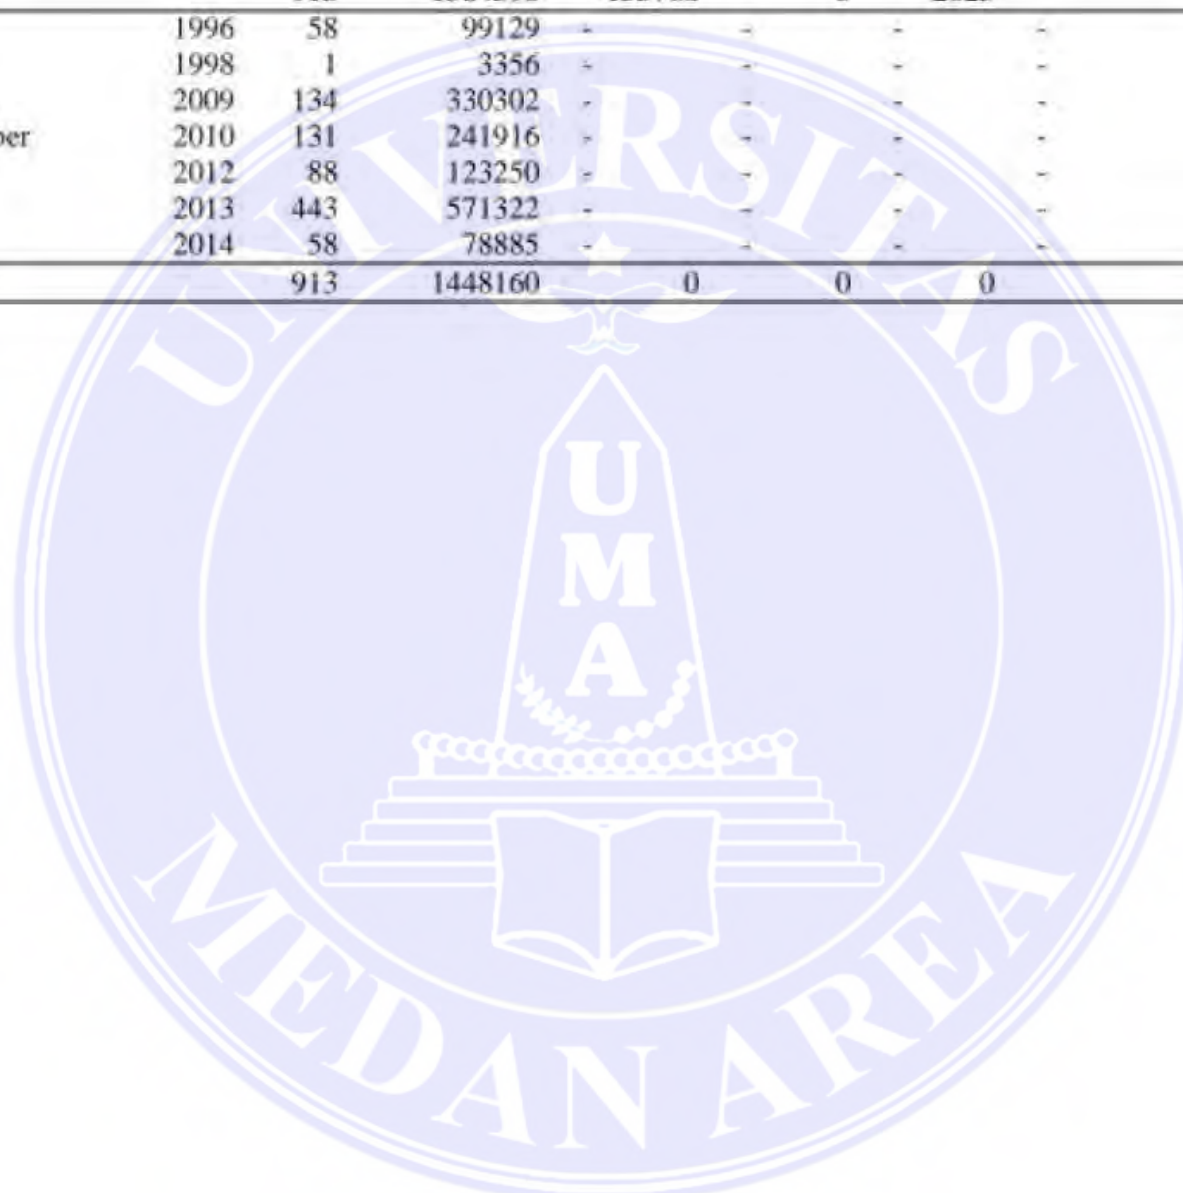 1996 58 99129 - - - -
1998 1 3356 - - - -
2009 134 330302 - - - -
per 2010 131 241916 - - - -
2012 88 123250 - - - -
2013 443 571322 - - - -
2014 58 78885 - - - -
913 1448160 0 0 0
UNIVERSITAS
U
M
A
MEDAN AREA